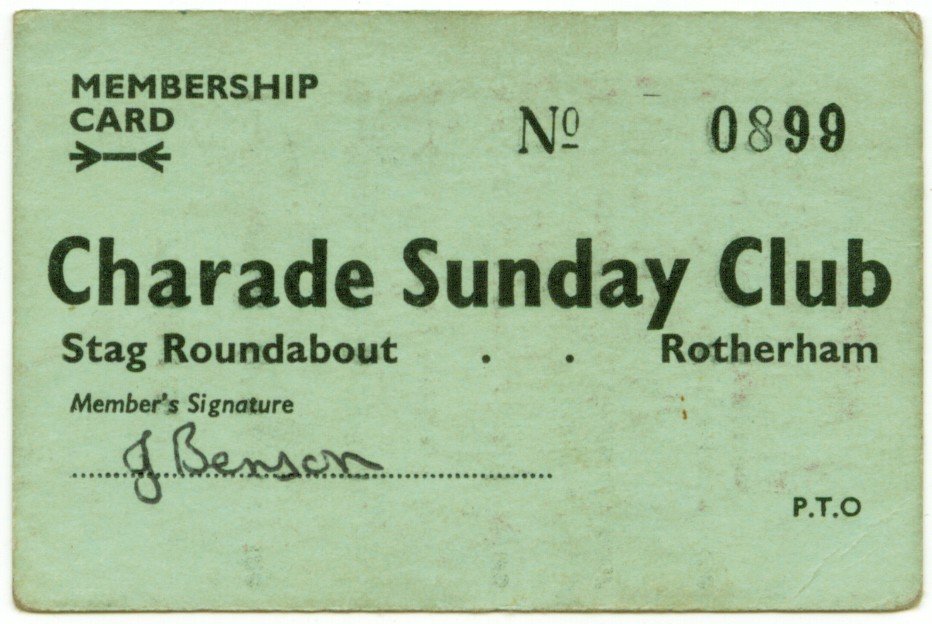 MEMBERSHIP
CARD
Nº 0899
Charade Sunday Club
Stag Roundabout . . Rotherham
Member's Signature
J Benson
P.T.O